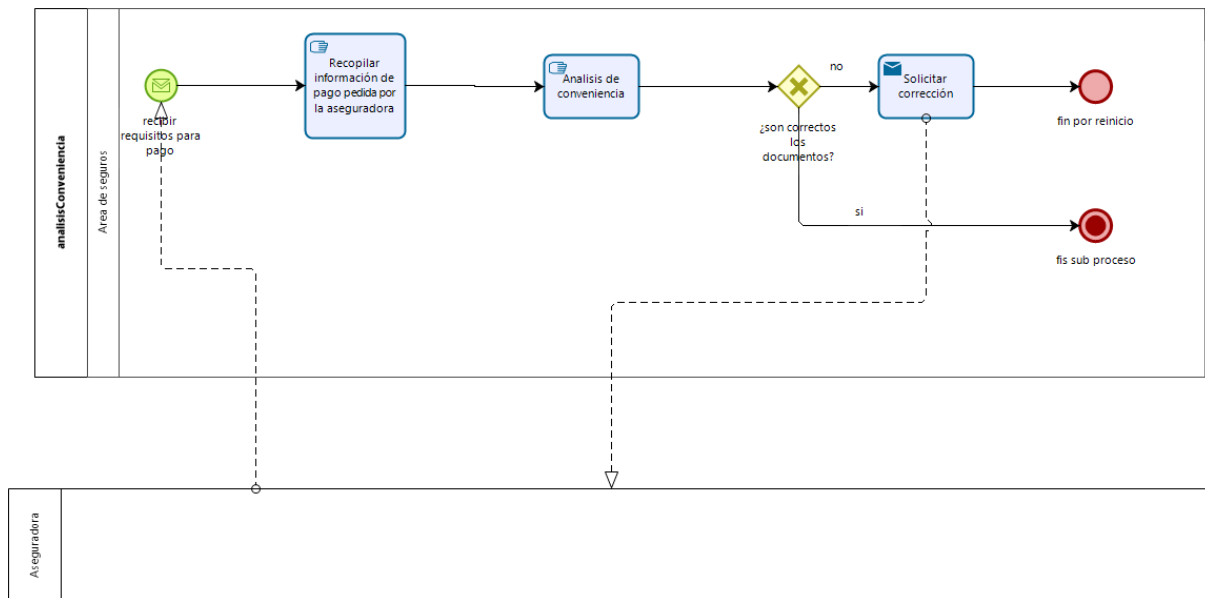 analisisConveniencia
Area de seguros
recibir
requisitos para
pago
Recopilar
información de
pago pedida por
la aseguradora
Analisis de
conveniencia
¿son correctos
los
documentos?
no
si
Solicitar
corrección
fin por reinicio
fis sub proceso
Aseguradora